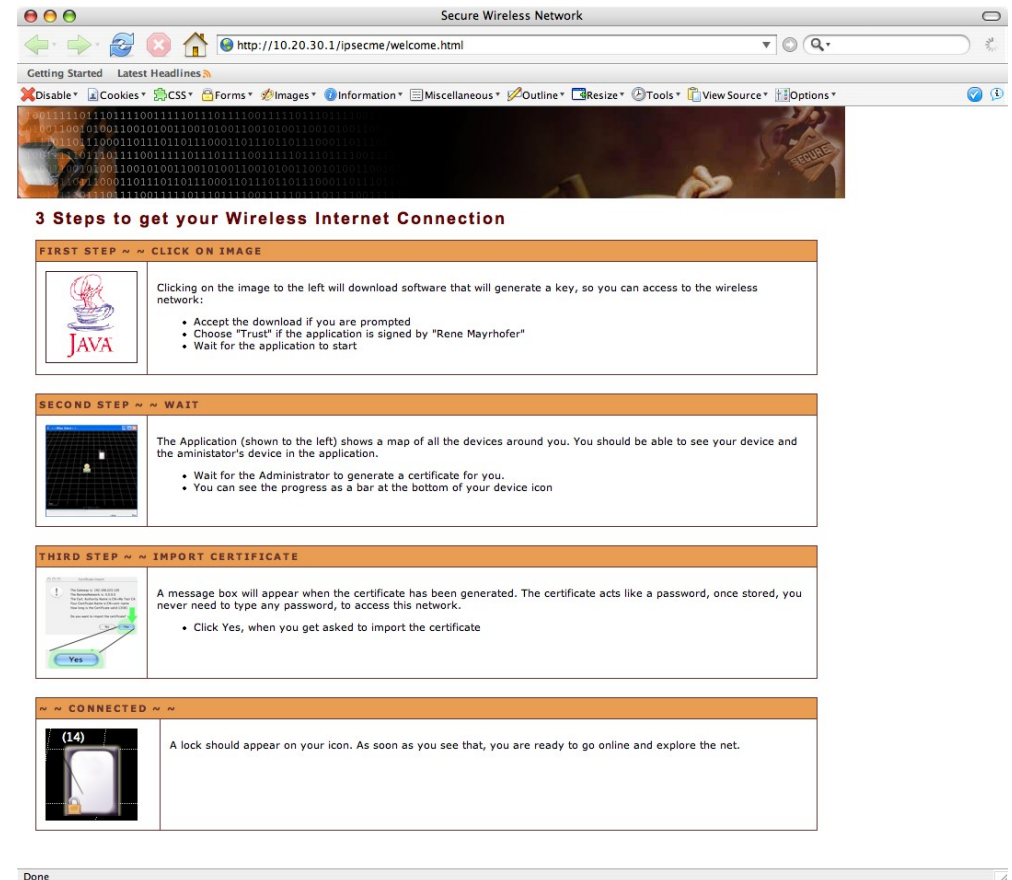 Secure Wireless Network
http://10.20.30.1/ipsecme/welcome.html
Getting Started Latest Headlines
Disable Cookies CSS Forms Images Information Miscellaneous Outline Resize Tools View Source Options
SECURE
3 Steps to get your Wireless Internet Connection
FIRST STEP ~ ~ CLICK ON IMAGE
JAVA
Clicking on the image to the left will download software that will generate a key, so you can access to the wireless
network:
• Accept the download if you are prompted
• Choose "Trust" if the application is signed by "Rene Mayrhofer"
• Wait for the application to start
SECOND STEP ~ ~ WAIT
The Application (shown to the left) shows a map of all the devices around you. You should be able to see your device and
the aministator's device in the application.
• Wait for the Administrator to generate a certificate for you.
• You can see the progress as a bar at the bottom of your device icon
THIRD STEP ~ ~ IMPORT CERTIFICATE
Yes
A message box will appear when the certificate has been generated. The certificate acts like a password, once stored, you
never need to type any password, to access this network.
• Click Yes, when you get asked to import the certificate
~ ~ CONNECTED ~ ~
(14)
A lock should appear on your icon. As soon as you see that, you are ready to go online and explore the net.
Done